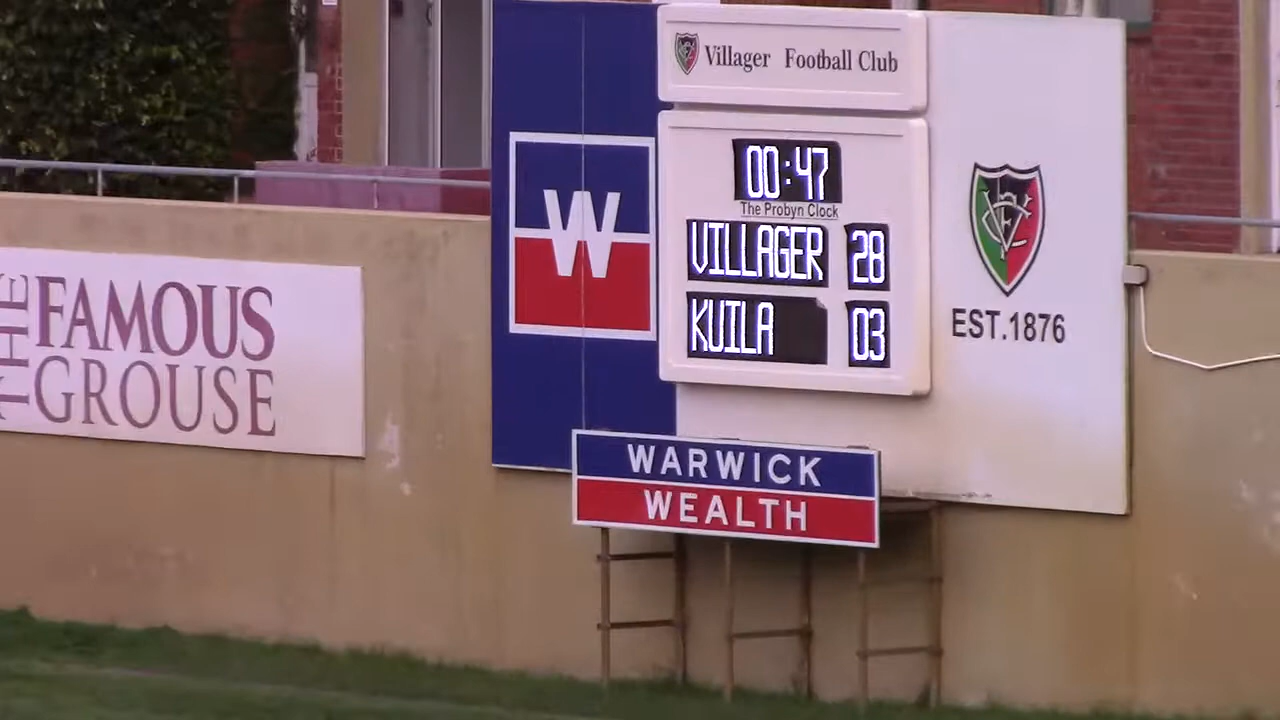 Villager Football Club
00:47
The Probyn Clock
VILLAGER 28
KUILA 03
W
VFC
EST.1876
THE
FAMOUS
GROUSE
WARWICK
WEALTH